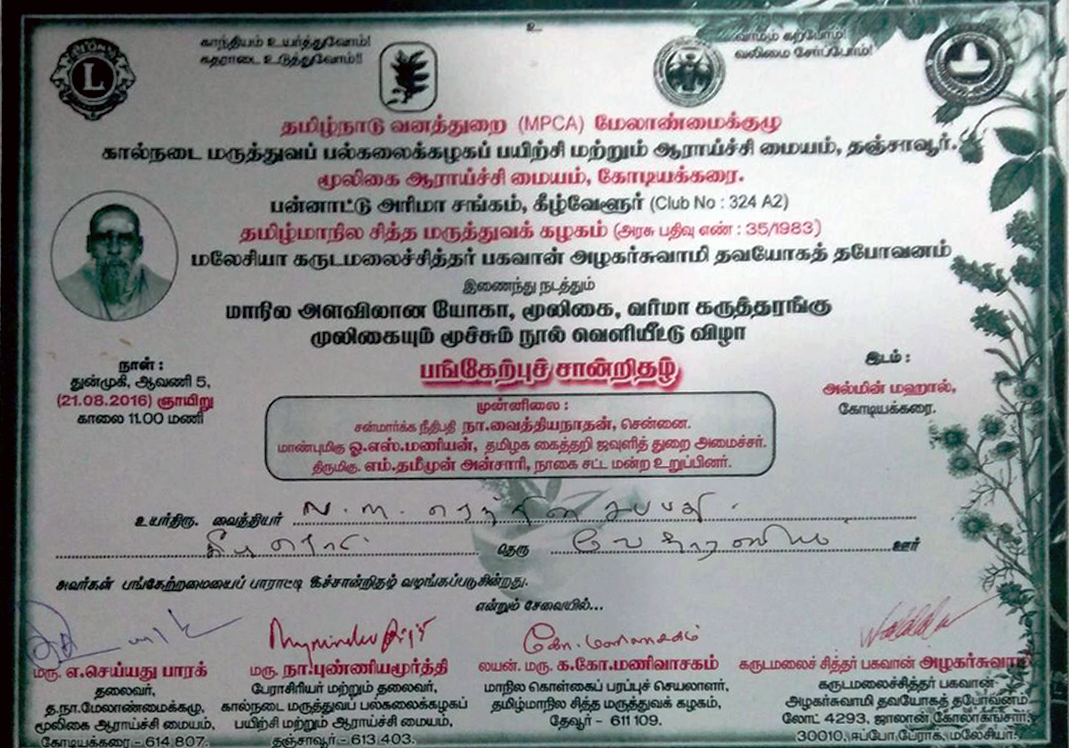 உ
காந்தியம் உயர்த்துவோம்!
கதராடை உடுத்துவோம்!!
வர்மம் கற்போம்!
வலிமை சேர்ப்போம்!
தமிழ்நாடு வனத்துறை (MPCA) மேலாண்மைக்குழு
கால்நடை மருத்துவப் பல்கலைக்கழகப் பயிற்சி மற்றும் ஆராய்ச்சி மையம், தஞ்சாவூர்.
மூலிகை ஆராய்ச்சி மையம், கோடியக்கரை.
பன்னாட்டு அரிமா சங்கம், கீழ்வேளூர் (Club No : 324 A2)
தமிழ்மாநில சித்த மருத்துவக் கழகம் (அரசு பதிவு எண் : 35/1983)
மலேசியா கருடமலைச்சித்தர் பகவான் அழகர்சுவாமி தவயோகத் தபோவனம்
இணைந்து நடத்தும்
மாநில அளவிலான யோகா, மூலிகை, வர்மா கருத்தரங்கு
மூலிகையும் மூச்சும் நூல் வெளியீட்டு விழா
பங்கேற்புச் சான்றிதழ்
நாள் :
துன்முகி, ஆவணி 5,
(21.08.2016) ஞாயிறு
காலை 11.00 மணி
இடம் :
அல்மின் மஹால்,
கோடியக்கரை.
முன்னிலை :
சன்மார்க்க நீதிபதி நா.வைத்தியநாதன், சென்னை.
மாண்புமிகு ஓ.எஸ்.மணியன், தமிழக கைத்தறி ஜவுளித் துறை அமைச்சர்.
திருமிகு. எம்.தமீமுன் அன்சாரி, நாகை சட்ட மன்ற உறுப்பினர்.
உயர்திரு. வைத்தியர்
தெரு வேதாரணியம் ஊர்
அவர்கள் பங்கேற்றமையைப் பாராட்டி இச்சான்றிதழ் வழங்கப்படுகின்றது.
என்றும் சேவையில்...
கோ. மணிவாசகம்
மரு. எ.செய்யது பாரக்
தலைவர்,
த.நா.மேலாண்மைக்கழு,
மூலிகை ஆராய்ச்சி மையம்,
கோடியக்கரை - 614 807.
மரு. நா.புண்ணியமூர்த்தி
பேராசிரியர் மற்றும் தலைவர்,
கால்நடை மருத்துவப் பல்கலைக்கழகப்
பயிற்சி மற்றும் ஆராய்ச்சி மையம்,
தஞ்சாவூர் - 613 403.
லயன். மரு. க.கோ.மணிவாசகம்
மாநில கொள்கைப் பரப்புச் செயலாளர்,
தமிழ்மாநில சித்த மருத்துவக் கழகம்,
தேவூர் - 611 109.
கருடமலைச் சித்தர் பகவான் அழகர்சுவாமி
கருடமலைச்சித்தர் பகவான்
அழகர்சுவாமி தவயோகத் தபோவனம்
லோட் 4293, ஜாலான் கோலாகங்சார்,
30010, ஈப்போ பேராக், மலேசியா.